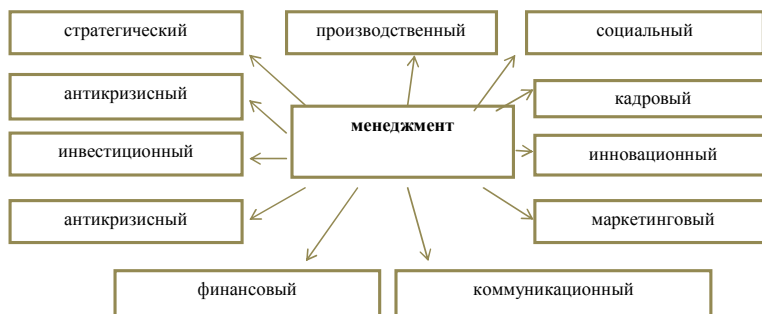 стратегический
производственный
социальный
антикризисный
кадровый
менеджмент
инвестиционный
инновационный
антикризисный
маркетинговый
финансовый
коммуникационный